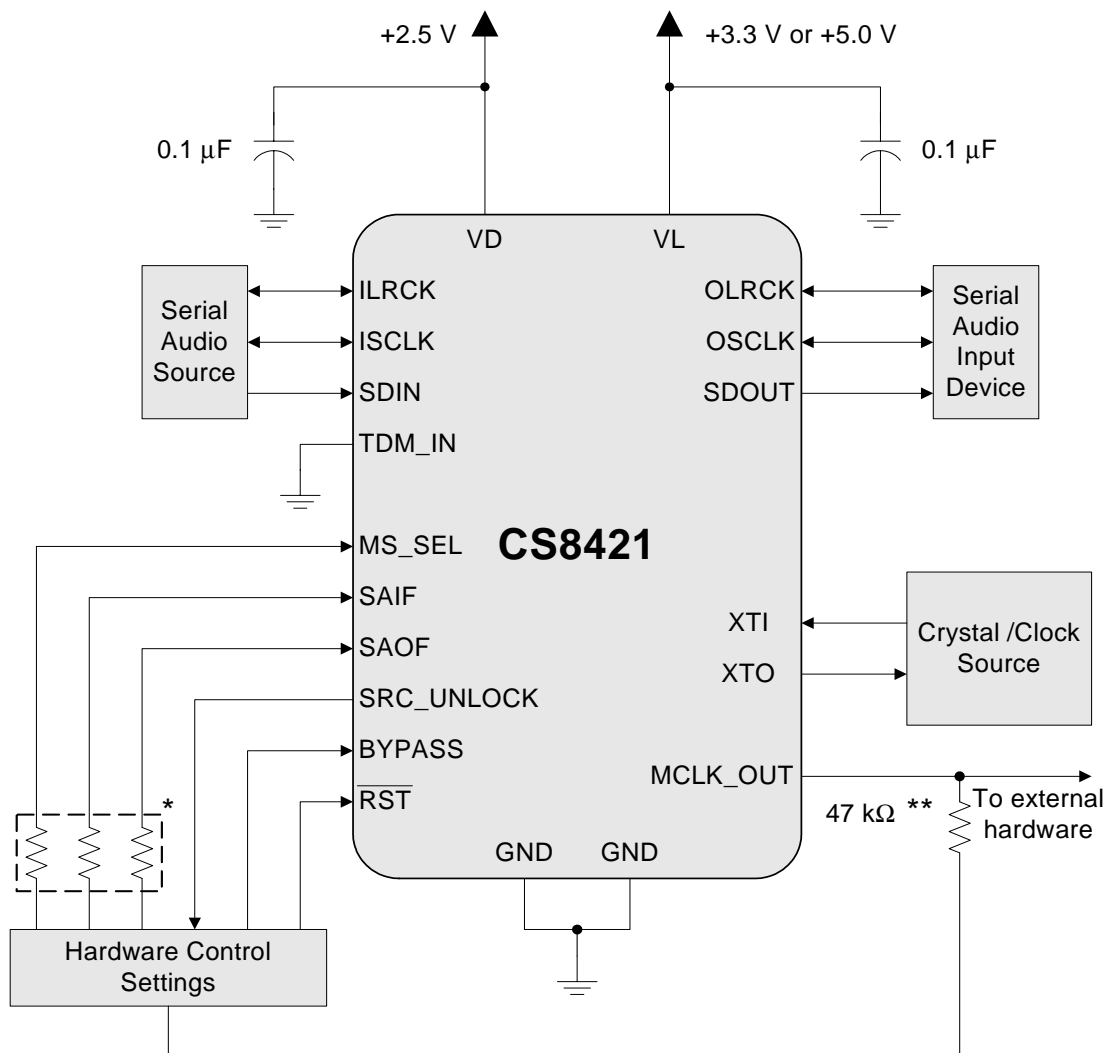 +2.5 V
+3.3 V or +5.0 V
0.1 μF
0.1 μF
VD
VL
Serial
Audio
Source
ILRCK
ISCLK
SDIN
TDM_IN
OLRCK
OSCLK
SDOUT
Serial
Audio
Input
Device
CS8421
MS_SEL
SAIF
SAOF
SRC_UNLOCK
BYPASS
RST
XTI
XTO
Crystal /Clock
Source
MCLK_OUT
47 kΩ **
To external
hardware
*
GND
GND
Hardware Control
Settings